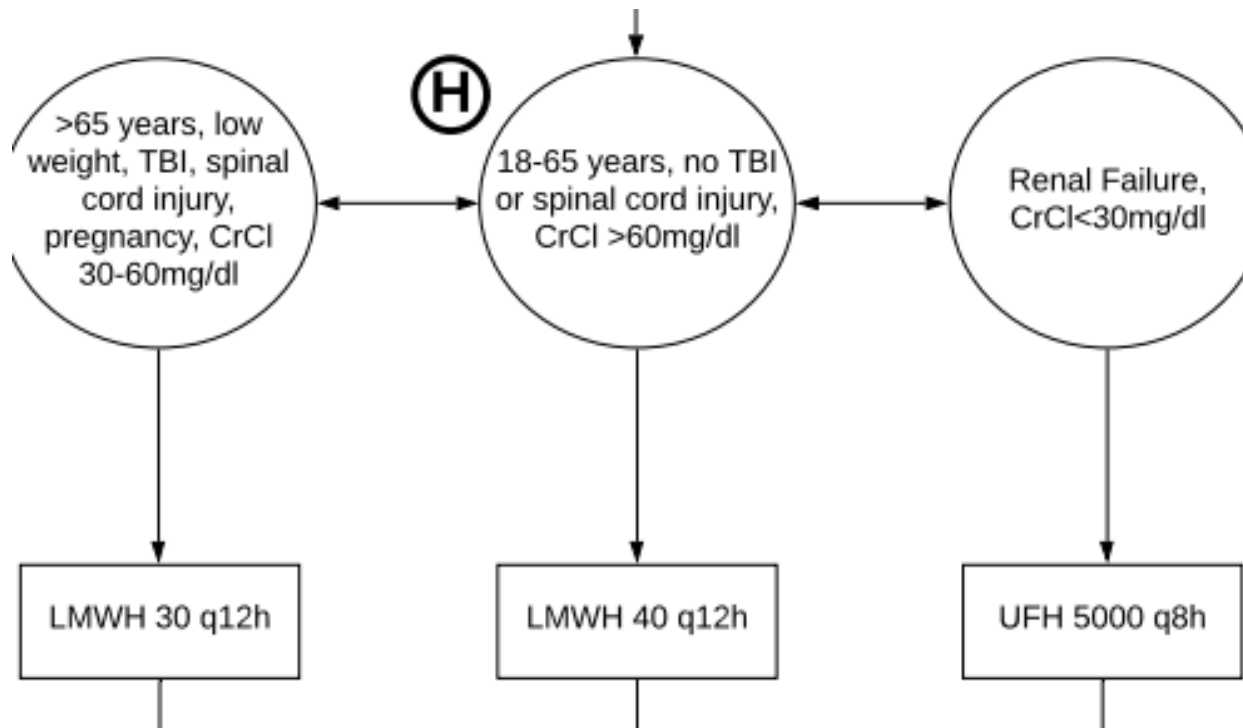 H
>65 years, low
weight, TBI, spinal
cord injury,
pregnancy, CrCl
30-60mg/dl
18-65 years, no TBI
or spinal cord injury,
CrCl >60mg/dl
Renal Failure,
CrCl<30mg/dl
LMWH 30 q12h
LMWH 40 q12h
UFH 5000 q8h